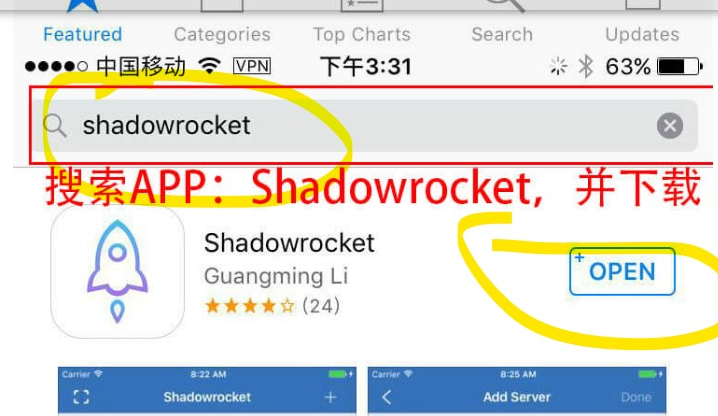 Featured Categories Top Charts Search Updates
中国移动 VPN 下午3:31 63%
shadowrocket
搜索APP：Shadowrocket，并下载
Shadowrocket
Guangming Li
(24)
+OPEN
Carrier 8:22 AM
Shadowrocket +
Carrier 8:25 AM
Add Server Done